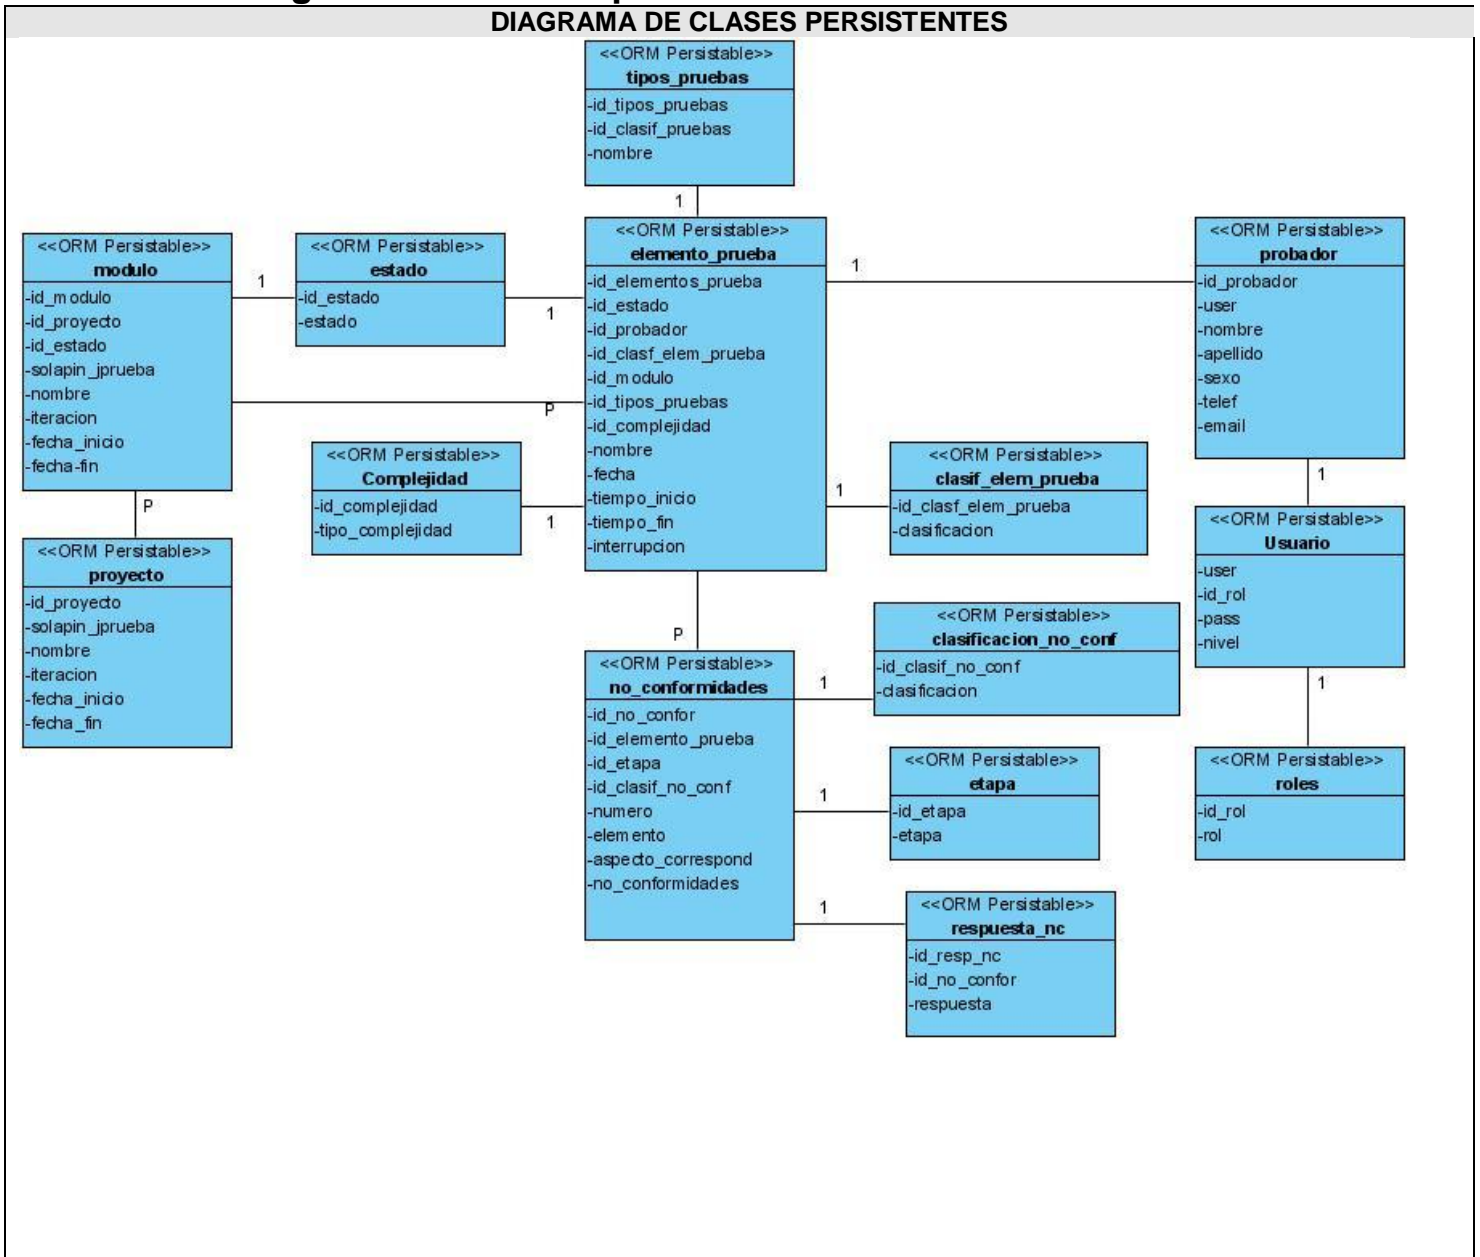 DIAGRAMA DE CLASES PERSISTENTES
<<ORM Persistable>>
tipos_pruebas
-id_tipos_pruebas
-id_clasif_pruebas
-nombre
1
<<ORM Persistable>>
modulo
-id_modulo
-id_proyecto
-id_estado
-solapin_jprueba
-nombre
-iteracion
-fecha_inicio
-fecha-fin
1
<<ORM Persistable>>
estado
-id_estado
-estado
1
<<ORM Persistable>>
elemento_prueba
-id_elementos_prueba
-id_estado
-id_probador
-id_clasf_elem_prueba
-id_modulo
-id_tipos_pruebas
-id_complejidad
-nombre
-fecha
-tiempo_inicio
-tiempo_fin
-interrupcion
1
<<ORM Persistable>>
probador
-id_probador
-user
-nombre
-apellido
-sexo
-telef
-email
P
<<ORM Persistable>>
Complejidad
-id_complejidad
-tipo_complejidad
1
1
<<ORM Persistable>>
clasif_elem_prueba
-id_clasf_elem_prueba
-clasificacion
1
P
<<ORM Persistable>>
proyecto
-id_proyecto
-solapin_jprueba
-nombre
-iteracion
-fecha_inicio
-fecha_fin
<<ORM Persistable>>
Usuario
-user
-id_rol
-pass
-nivel
P
<<ORM Persistable>>
no_conformidades
-id_no_confor
-id_elemento_prueba
-id_etapa
-id_clasif_no_conf
-numero
-elemento
-aspecto_correspond
-no_conformidades
1
<<ORM Persistable>>
clasificacion_no_conf
-id_clasif_no_conf
-clasificacion
1
1
<<ORM Persistable>>
etapa
-id_etapa
-etapa
<<ORM Persistable>>
roles
-id_rol
-rol
1
<<ORM Persistable>>
respuesta_nc
-id_resp_nc
-id_no_confor
-respuesta